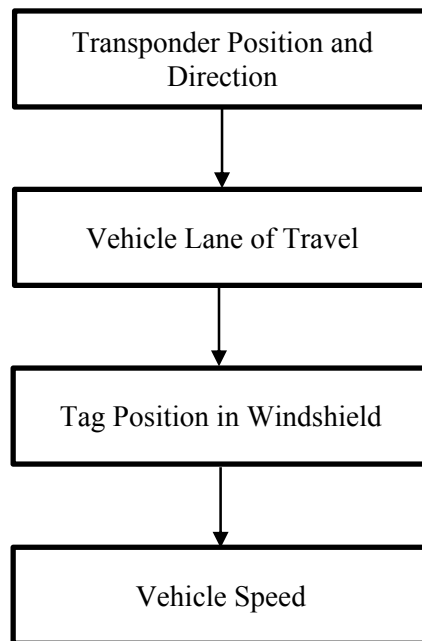 Transponder Position and
Direction
Vehicle Lane of Travel
Tag Position in Windshield
Vehicle Speed